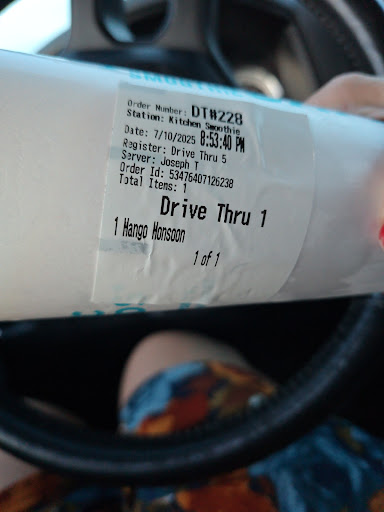 Order Number: DT#228
Station: Kitchen Smoothie
Date: 7/10/2025 8:53:40 PM
Register: Drive Thru 5
Server: Joseph T
Order Id: 53476407126238
Total Items: 1
Drive Thru 1
1 Mango Monsoon
1 of 1